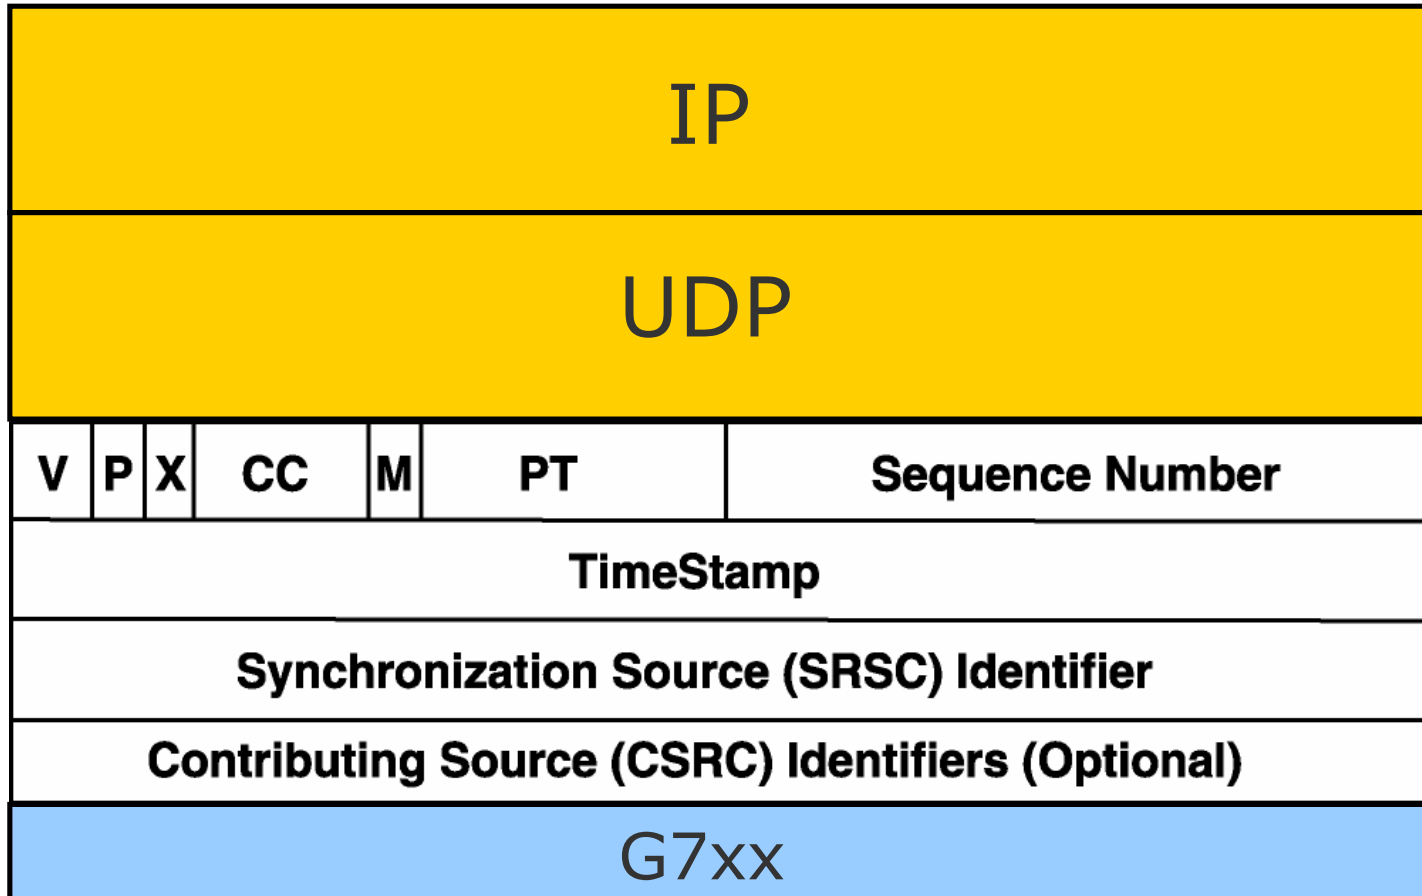 IP
UDP
V P X CC M PT Sequence Number
TimeStamp
Synchronization Source (SRSC) Identifier
Contributing Source (CSRC) Identifiers (Optional)
G7xx